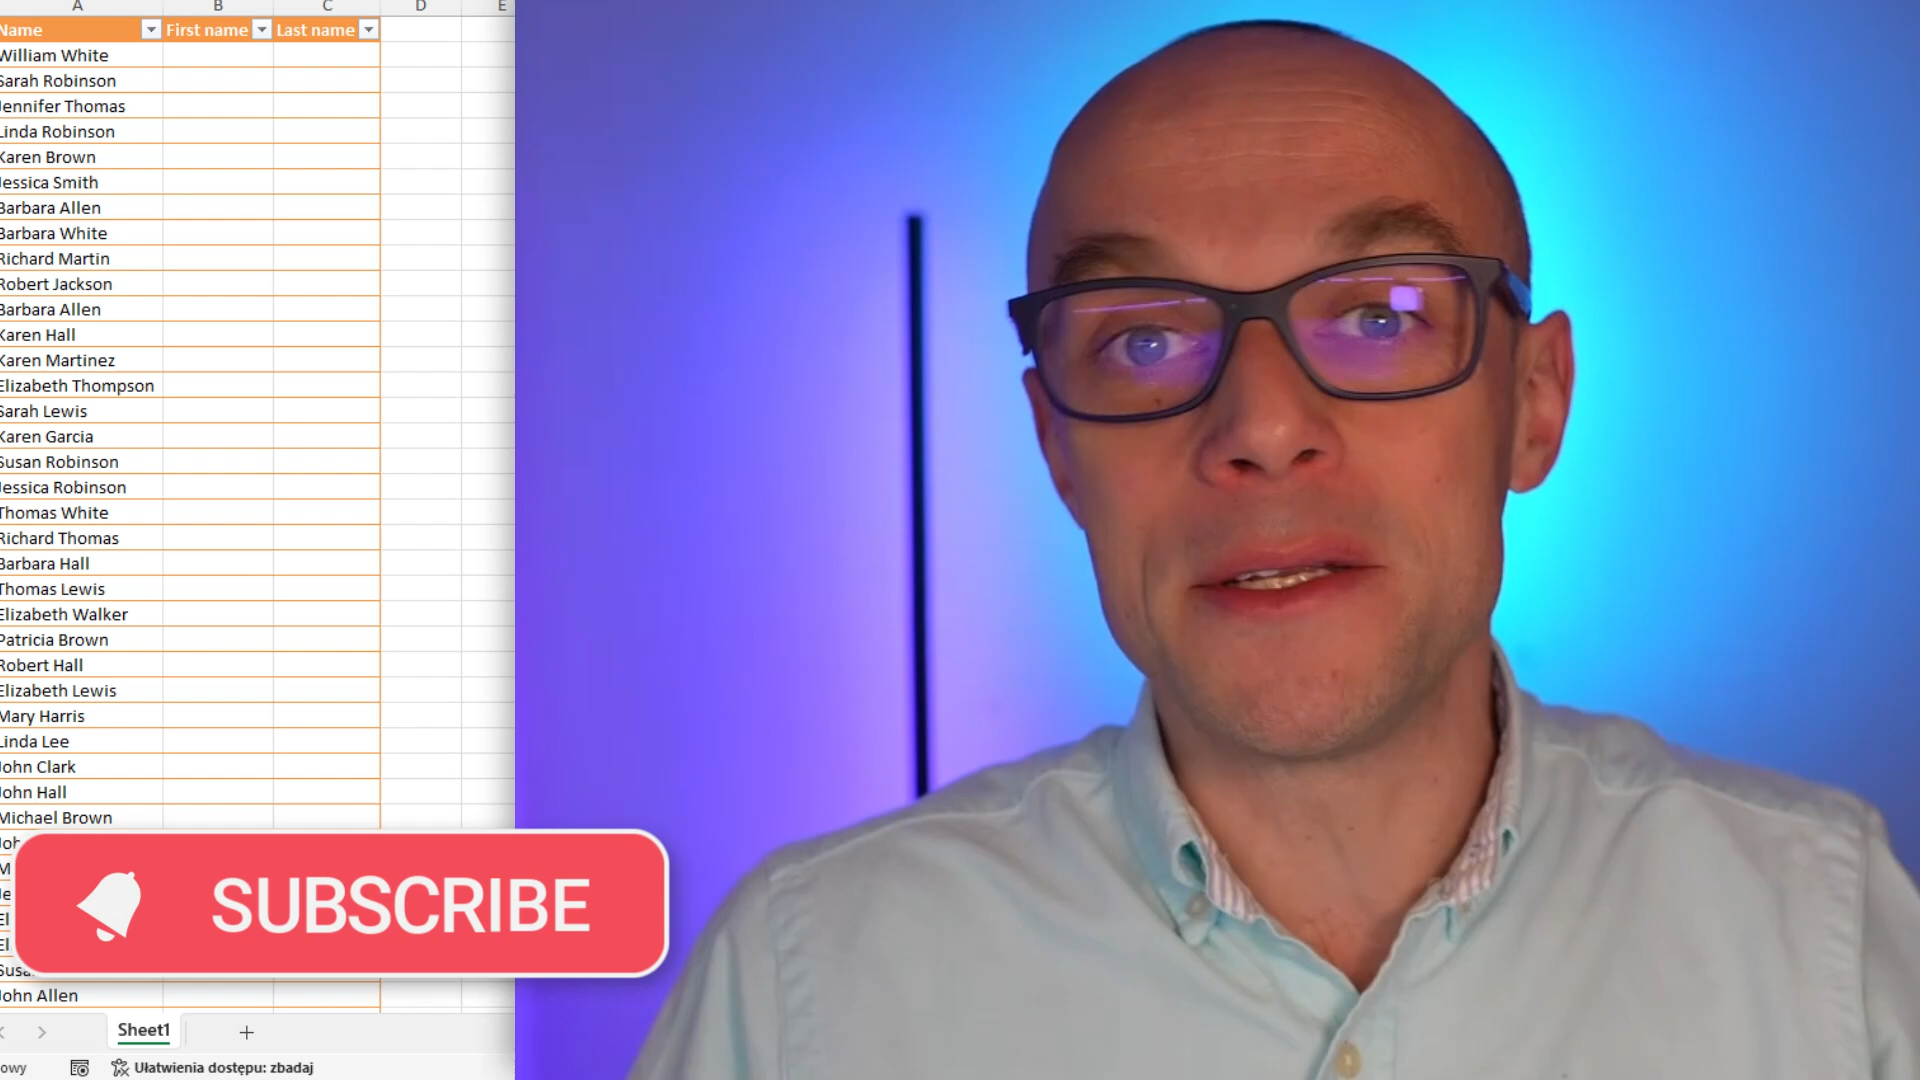 A B C D E
Name First name Last name
William White
Sarah Robinson
Jennifer Thomas
Linda Robinson
Karen Brown
Jessica Smith
Barbara Allen
Barbara White
Richard Martin
Robert Jackson
Barbara Allen
Karen Hall
Karen Martinez
Elizabeth Thompson
Sarah Lewis
Karen Garcia
Susan Robinson
Jessica Robinson
Thomas White
Richard Thomas
Barbara Hall
Thomas Lewis
Elizabeth Walker
Patricia Brown
Robert Hall
Elizabeth Lewis
Mary Harris
Linda Lee
John Clark
John Hall
Michael Brown
SUBSCRIBE
John Allen
Sheet1
Ułatwienia dostępu: zbadaj